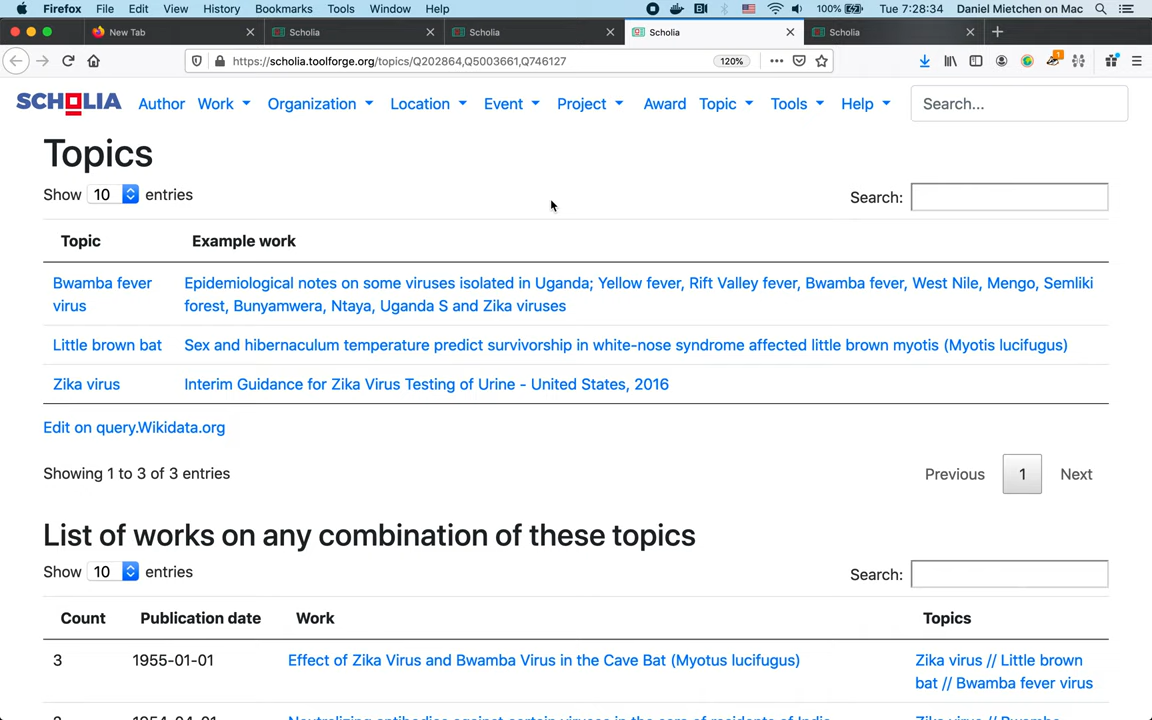 Firefox File Edit View History Bookmarks Tools Window Help 100% Tue 7:28:34 Daniel Mietchen on Mac
New Tab Scholia Scholia Scholia Scholia
https://scholia.toolforge.org/topics/Q202864,Q5003661,Q746127 120%
SCHOLIA Author Work Organization Location Event Project Award Topic Tools Help Search...
Topics
Show 10 entries Search:
Topic Example work
Bwamba fever virus Epidemiological notes on some viruses isolated in Uganda; Yellow fever, Rift Valley fever, Bwamba fever, West Nile, Mengo, Semliki
forest, Bunyamwera, Ntaya, Uganda S and Zika viruses
Little brown bat Sex and hibernaculum temperature predict survivorship in white-nose syndrome affected little brown myotis (Myotis lucifugus)
Zika virus Interim Guidance for Zika Virus Testing of Urine - United States, 2016
Edit on query.Wikidata.org
Showing 1 to 3 of 3 entries Previous 1 Next
List of works on any combination of these topics
Show 10 entries Search:
Count Publication date Work Topics
3 1955-01-01 Effect of Zika Virus and Bwamba Virus in the Cave Bat (Myotus lucifugus) Zika virus // Little brown
bat // Bwamba fever virus